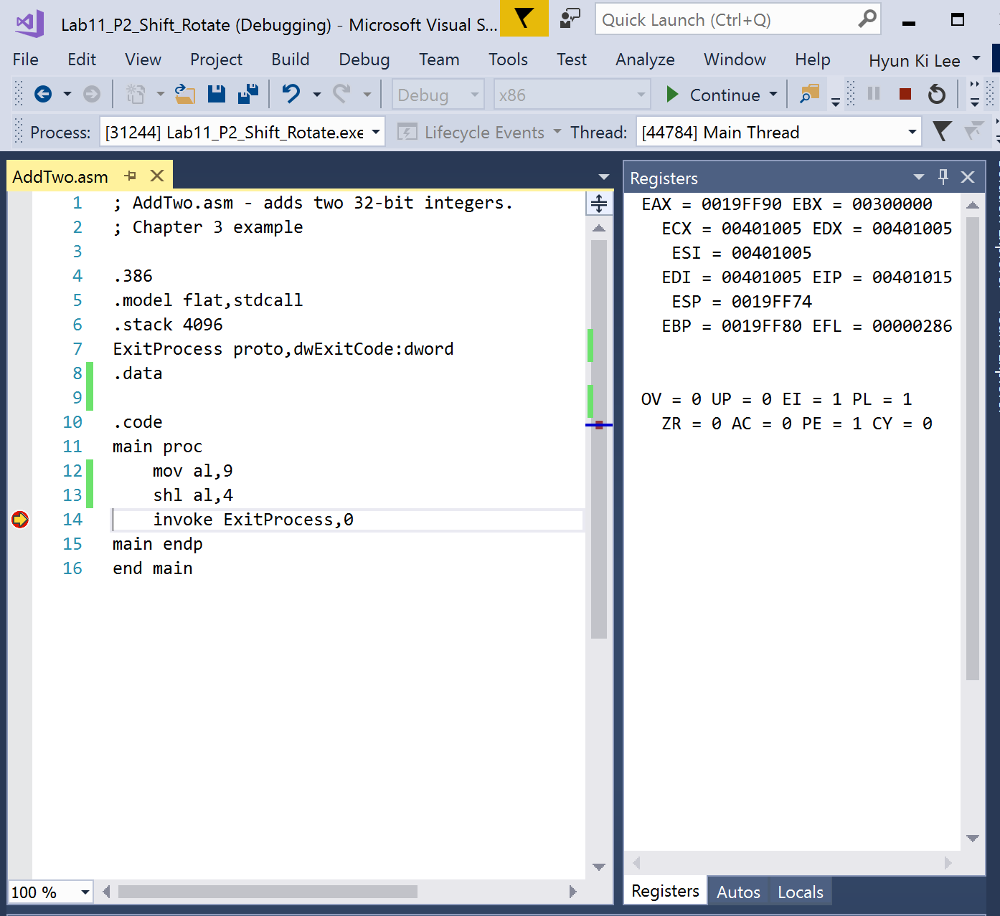 Lab11_P2_Shift_Rotate (Debugging) - Microsoft Visual S...
Quick Launch (Ctrl+Q)
File Edit View Project Build Debug Team Tools Test Analyze Window Help Hyun Ki Lee
Debug x86 Continue
Process: [31244] Lab11_P2_Shift_Rotate.exe Lifecycle Events Thread: [44784] Main Thread
AddTwo.asm
1 ; AddTwo.asm - adds two 32-bit integers.
2 ; Chapter 3 example
3
4 .386
5 .model flat,stdcall
6 .stack 4096
7 ExitProcess proto,dwExitCode:dword
8 .data
9
10 .code
11 main proc
12 mov al,9
13 shl al,4
14 invoke ExitProcess,0
15 main endp
16 end main
100 %
Registers
EAX = 0019FF90 EBX = 00300000
ECX = 00401005 EDX = 00401005
ESI = 00401005
EDI = 00401005 EIP = 00401015
ESP = 0019FF74
EBP = 0019FF80 EFL = 00000286
OV = 0 UP = 0 EI = 1 PL = 1
ZR = 0 AC = 0 PE = 1 CY = 0
Registers Autos Locals